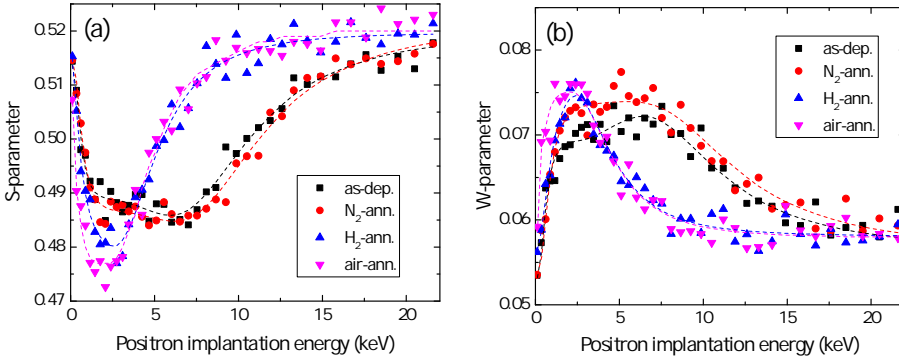 (a)
0.52
0.51
0.50
0.49
0.48
0.47
S-parameter
as-dep.
N₂-ann.
H₂-ann.
air-ann.
0 5 10 15 20
Positron implantation energy (keV)
(b)
0.08
0.07
0.06
0.05
W-parameter
as-dep.
N₂-ann.
H₂-ann.
air-ann.
0 5 10 15 20
Positron implantation energy (keV)